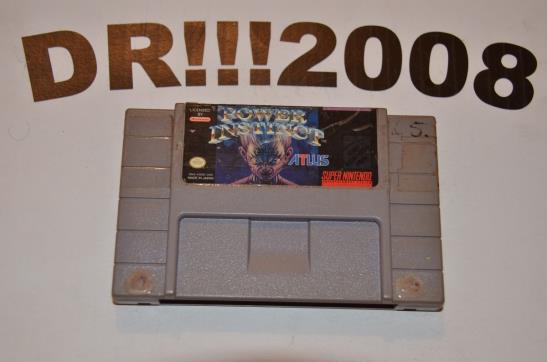 DR!!!2008
LICENSED BY
Nintendo
POWER
INSTINCT
ATLUS
MADE IN JAPAN
SUPER NINTENDO